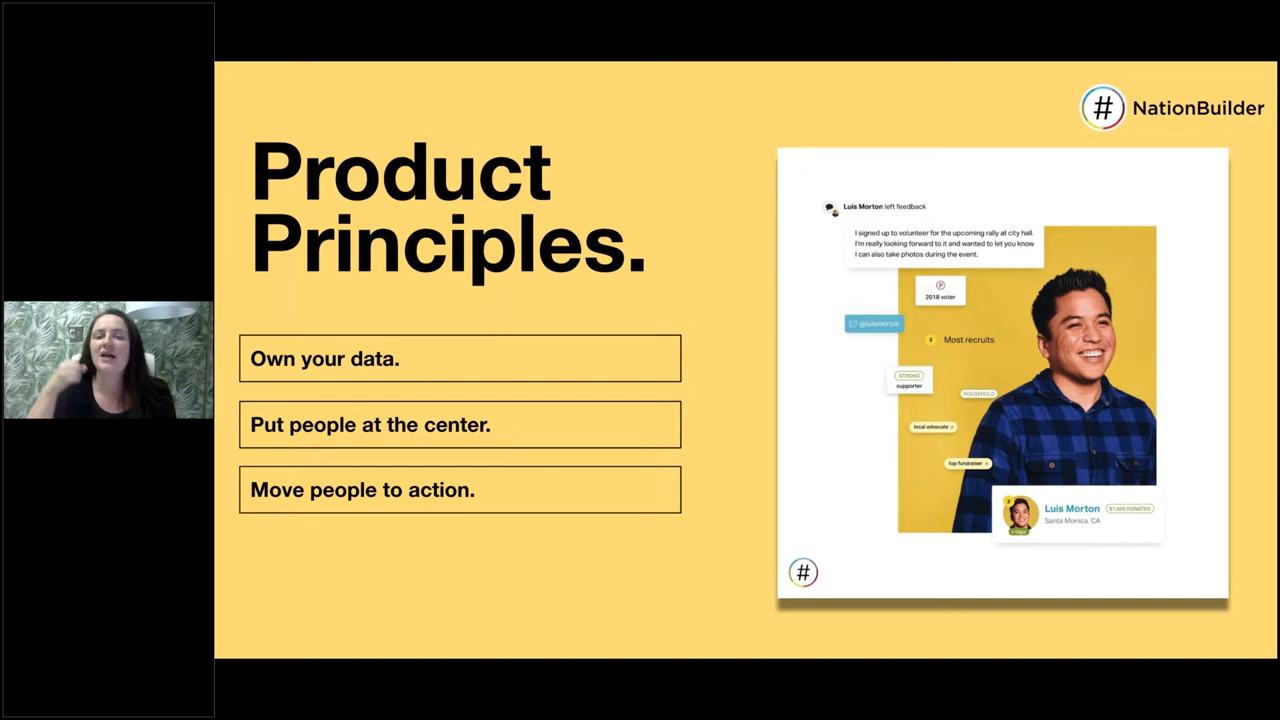 # NationBuilder
Product
Principles.
Own your data.
Put people at the center.
Move people to action.
Luis Morton left feedback
I signed up to volunteer for the upcoming rally at city hall.
I'm really looking forward to it and wanted to let you know
I can also take photos during the event.
P
2018 voter
@luismorton
2 Most recruits
STRONG
supporter
HOUSEHOLD
local advocate ×
top fundraiser ×
2
Luis Morton $1,500 DONATED
Santa Monica, CA
#